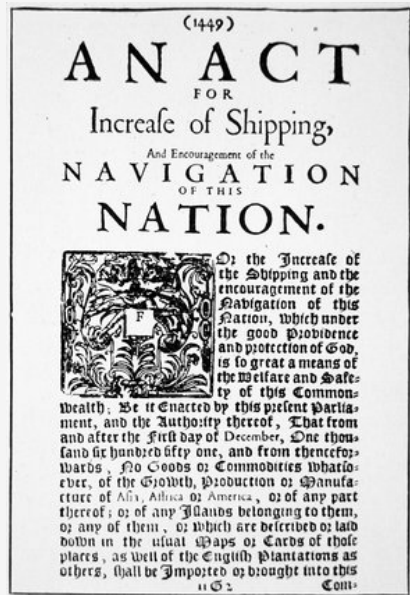 (1449)
AN ACT
FOR
Increaſe of Shipping,
And Encouragement of the
NAVIGATION
OF THIS
NATION.
FOr the Increaſe of
the Shipping and the
encouragement of the
Navigation of this
Nation, which under
the good Providence
and protection of God,
is ſo great a means of
the Welfare and Safe-
ty of this Common-
wealth; Be it Enacted by this preſent Parlia-
ment, and the Authority thereof, That from
and after the Firſt day of December, One thou-
ſand ſix hundred fifty one, and from thencefor-
wards, No Goods or Commodities whatſo-
ever, of the Growth, Production or Manufa-
cture of Aſia, Africa or America, or of any part
thereof; or of any Iſlands belonging to them,
or any of them, or which are deſcribed or laid
down in the uſual Maps or Cards of thoſe
places, as well of the Engliſh Plantations as
others, ſhall be Imported or brought into this
11 G 2 Com-